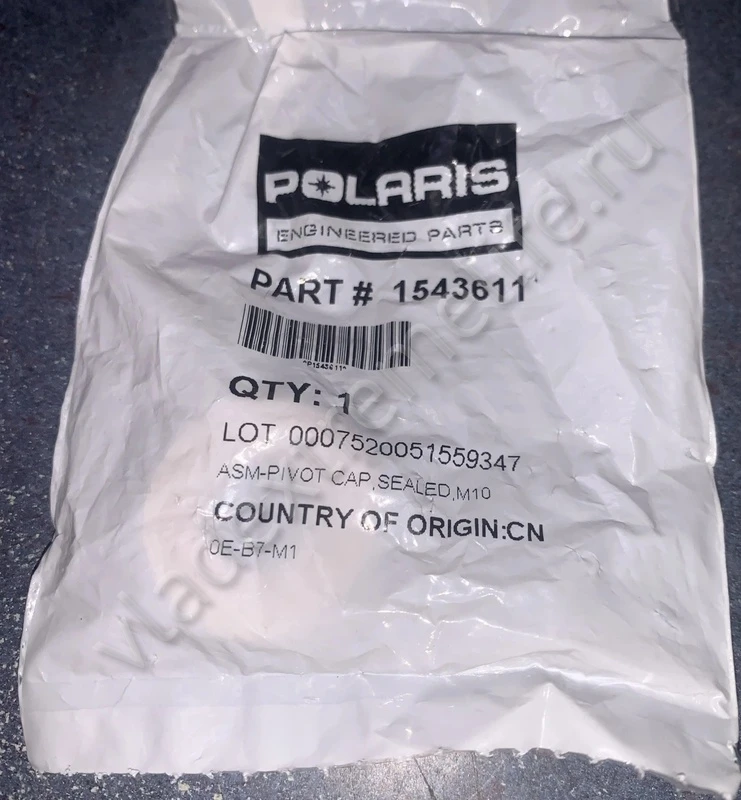 POLARIS
ENGINEERED PARTS
PART # 1543611
*P1543611*
QTY: 1
LOT 0007520051559347
ASM-PIVOT CAP,SEALED,M10
COUNTRY OF ORIGIN:CN
0E-B7-M1